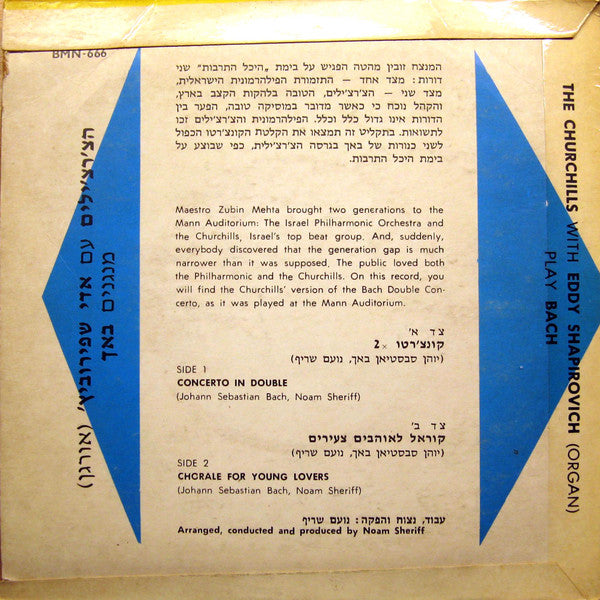 BMN-666
המנצח זובין מהטה הפגיש על בימת „היכל התרבות” שני
דורות: מצד אחד — התזמורת הפילהרמונית הישראלית,
מצד שני — הצ׳רצ׳ילים, הטובה בלהקות הקצב בארץ,
והקהל נוכח כי כאשר מדובר במוסיקה טובה, הפער בין
הדורות אינו גדול כלל וכלל. הפילהרמונית והצ׳רצ׳ילים זכו
לתשואות. בתקליט זה תמצאו את הקלטת הקונצ׳רטו הכפול
לשני כנורות של באך בגרסה הצ׳רצ׳ילית, כפי שבוצע על
בימת היכל התרבות.
Maestro Zubin Mehta brought two generations to the
Mann Auditorium: The Israel Philharmonic Orchestra and
the Churchills, Israel's top beat group. And, suddenly,
everybody discovered that the generation gap is much
narrower than it was supposed. The public loved both
the Philharmonic and the Churchills. On this record, you
will find the Churchills' version of the Bach Double Con-
certo, as it was played at the Mann Auditorium.
צד א׳
קונצ׳רטו × 2
(יוהן סבסטיאן באך, נועם שריף)
SIDE 1
CONCERTO IN DOUBLE
(Johann Sebastian Bach, Noam Sheriff)
צד ב׳
קוראל לאוהבים צעירים
(יוהן סבסטיאן באך, נועם שריף)
SIDE 2
CHORALE FOR YOUNG LOVERS
(Johann Sebastian Bach, Noam Sheriff)
עבוד, נצוח והפקה: נועם שריף
Arranged, conducted and produced by Noam Sheriff
הצ׳רצ׳ילים עם אדי שפירוביץ׳ (אורגן)
מנגנים באך
THE CHURCHILLS WITH EDDY SHAPIROVICH (ORGAN)
PLAY BACH